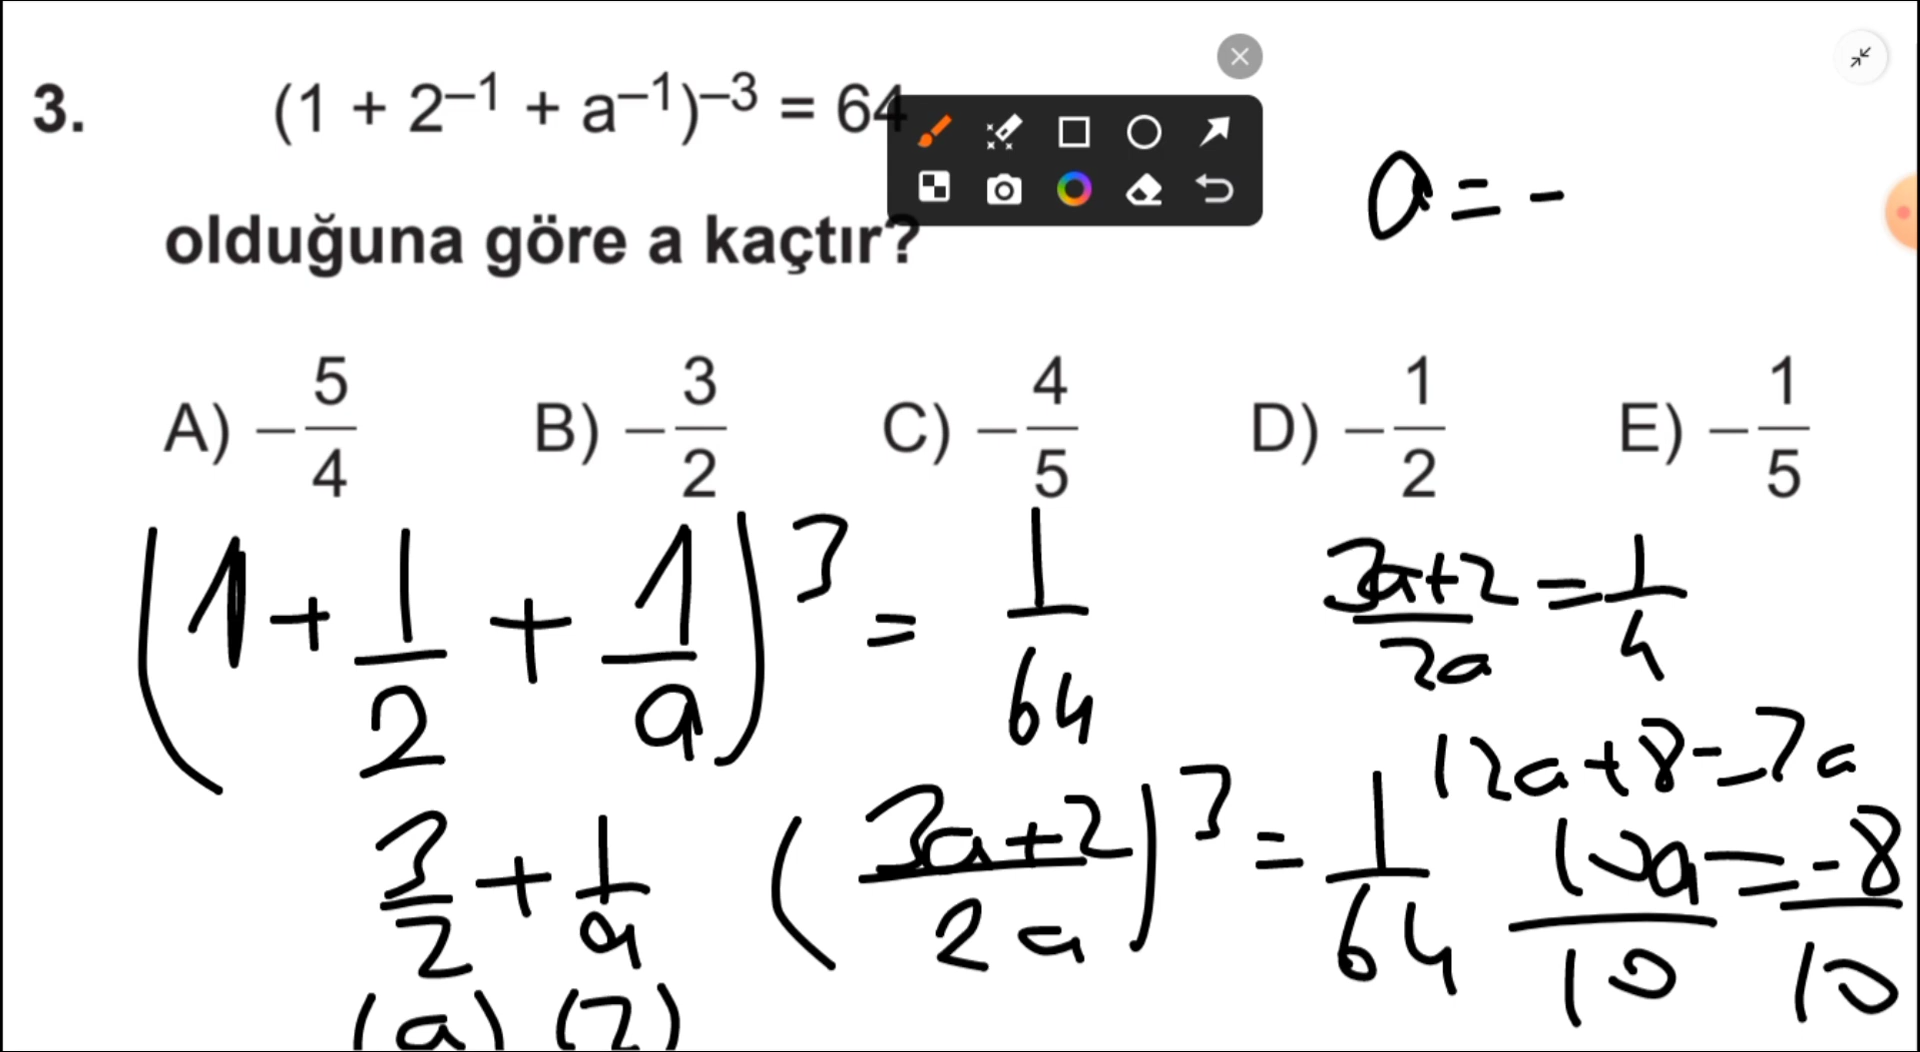 3. (1 + 2⁻¹ + a⁻¹)⁻³ = 64
olduğuna göre a kaçtır?
A) −5/4 B) −3/2 C) −4/5 D) −1/2 E) −1/5
a = -
(1 + 1/2 + 1/a)³ = 1/64
3/2 + 1/a
(a) (2)
((3a+2)/2a)³ = 1/64
(3a+2)/2a = 1/4
12a+8=2a
10a/10 = -8/10